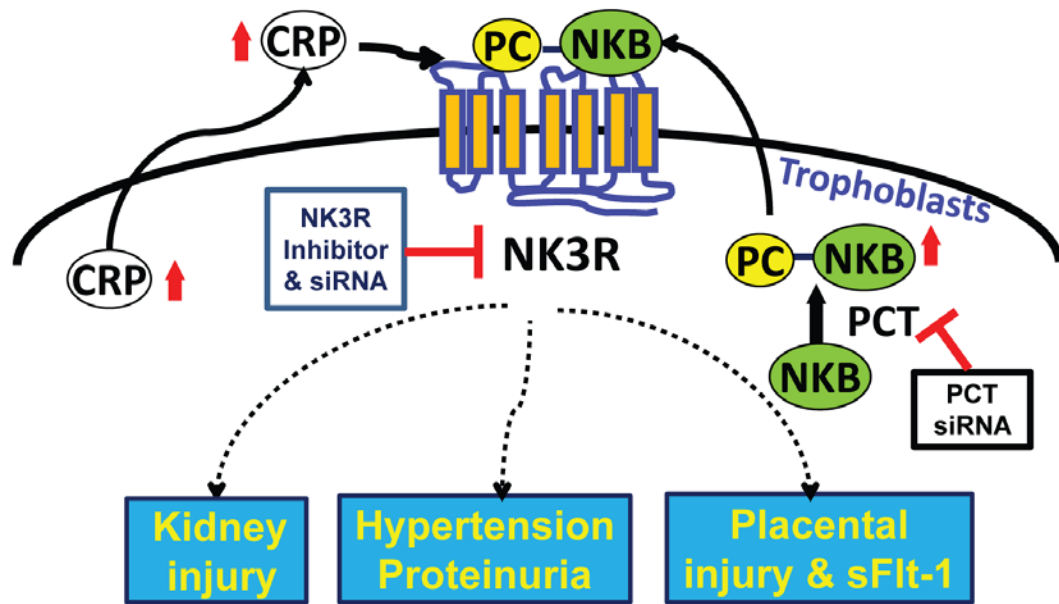 CRP
PC
NKB
Trophoblasts
NK3R
Inhibitor
& siRNA
NK3R
CRP
PC
NKB
PCT
NKB
PCT
siRNA
Kidney
injury
Hypertension
Proteinuria
Placental
injury & sFlt-1